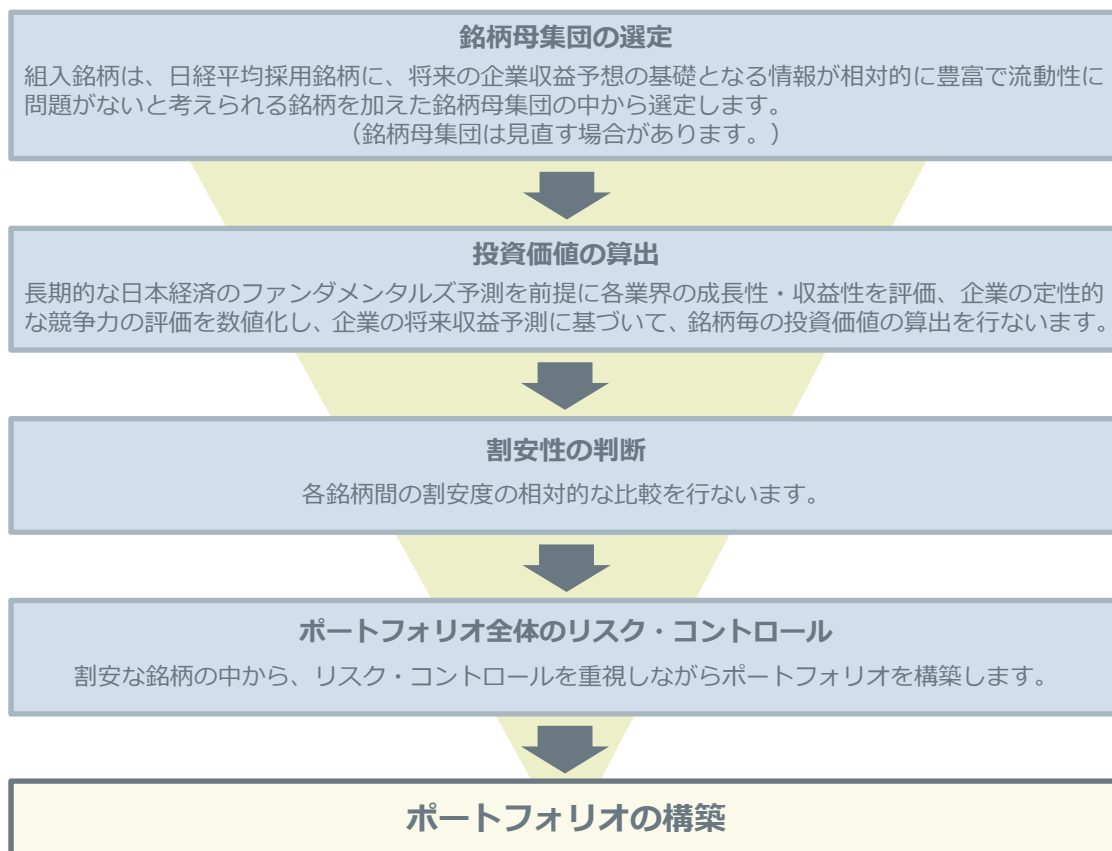 銘柄母集団の選定
組入銘柄は、日経平均採用銘柄に、将来の企業収益予想の基礎となる情報が相対的に豊富で流動性に
問題がないと考えられる銘柄を加えた銘柄母集団の中から選定します。
（銘柄母集団は見直す場合があります。）
投資価値の算出
長期的な日本経済のファンダメンタルズ予測を前提に各業界の成長性・収益性を評価、企業の定性的
な競争力の評価を数値化し、企業の将来収益予測に基づいて、銘柄毎の投資価値の算出を行ないます。
割安性の判断
各銘柄間の割安度の相対的な比較を行ないます。
ポートフォリオ全体のリスク・コントロール
割安な銘柄の中から、リスク・コントロールを重視しながらポートフォリオを構築します。
ポートフォリオの構築